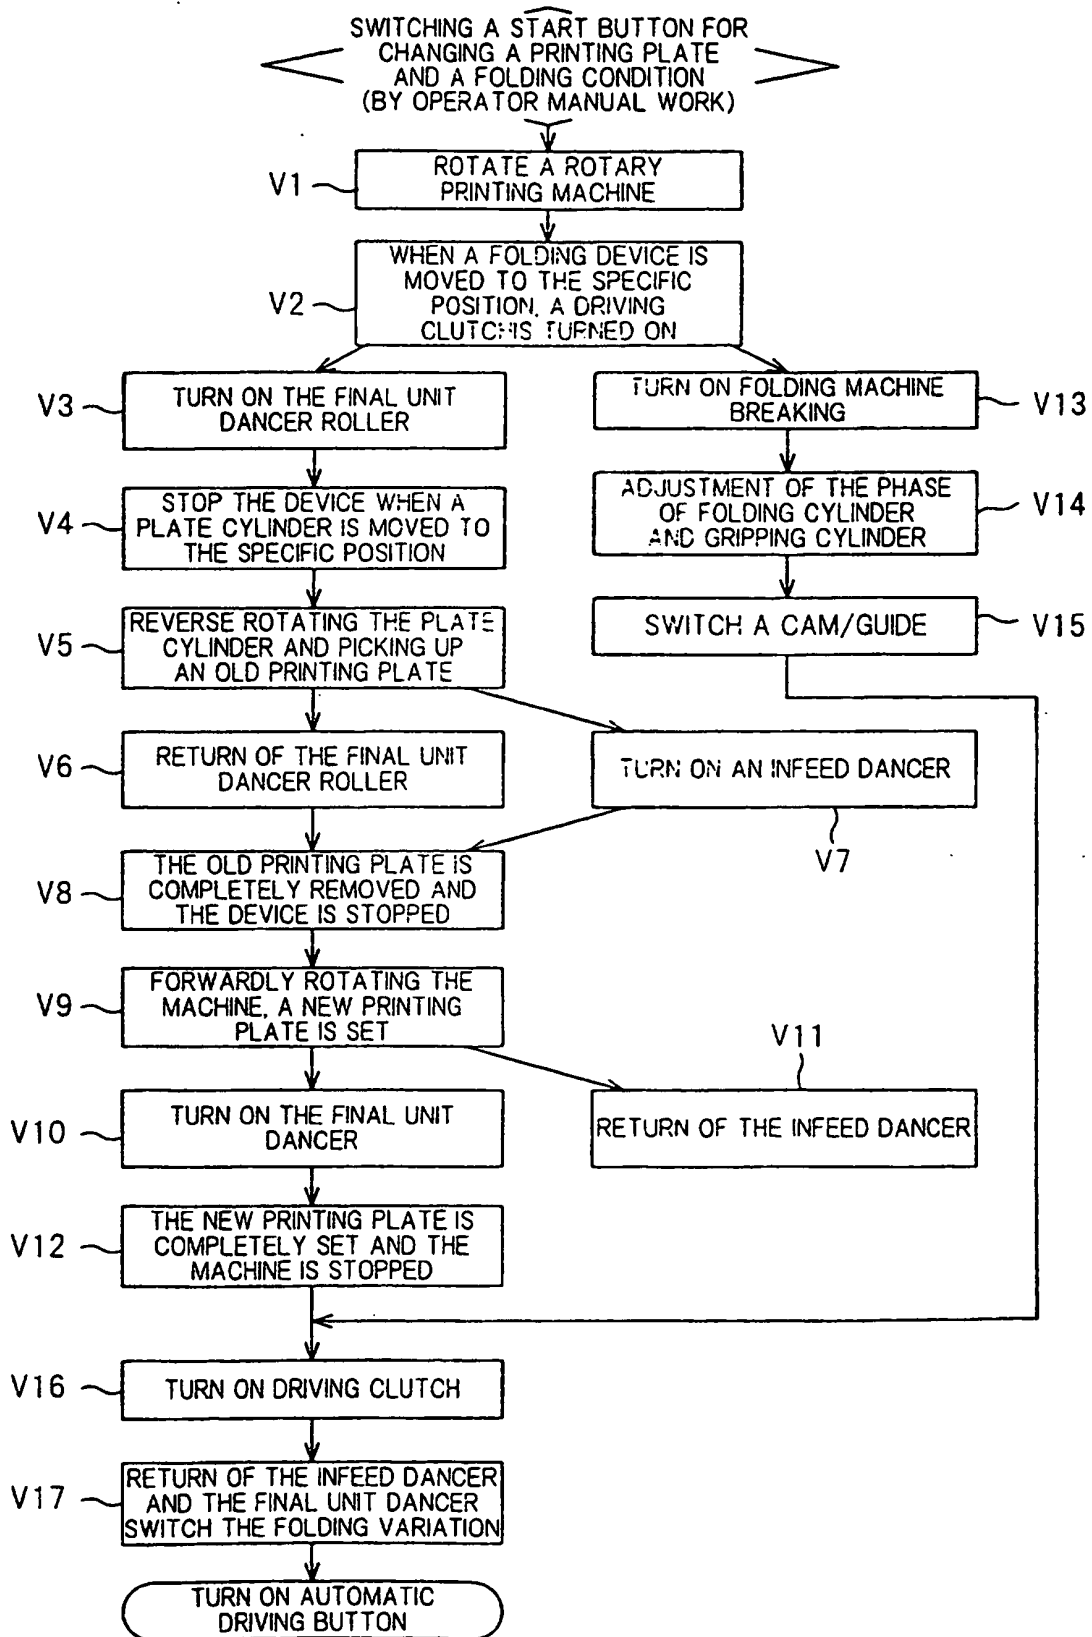 SWITCHING A START BUTTON FOR
CHANGING A PRINTING PLATE
AND A FOLDING CONDITION
(BY OPERATOR MANUAL WORK)
V1
ROTATE A ROTARY
PRINTING MACHINE
V2
WHEN A FOLDING DEVICE IS
MOVED TO THE SPECIFIC
POSITION, A DRIVING
CLUTCH IS TURNED ON
V3
TURN ON THE FINAL UNIT
DANCER ROLLER
TURN ON FOLDING MACHINE
BREAKING
V13
V4
STOP THE DEVICE WHEN A
PLATE CYLINDER IS MOVED TO
THE SPECIFIC POSITION
ADJUSTMENT OF THE PHASE
OF FOLDING CYLINDER
AND GRIPPING CYLINDER
V14
V5
REVERSE ROTATING THE PLATE
CYLINDER AND PICKING UP
AN OLD PRINTING PLATE
SWITCH A CAM/GUIDE
V15
V6
RETURN OF THE FINAL UNIT
DANCER ROLLER
TURN ON AN INFEED DANCER
V7
V8
THE OLD PRINTING PLATE IS
COMPLETELY REMOVED AND
THE DEVICE IS STOPPED
V9
FORWARDLY ROTATING THE
MACHINE, A NEW PRINTING
PLATE IS SET
V11
V10
TURN ON THE FINAL UNIT
DANCER
RETURN OF THE INFEED DANCER
V12
THE NEW PRINTING PLATE IS
COMPLETELY SET AND THE
MACHINE IS STOPPED
V16
TURN ON DRIVING CLUTCH
V17
RETURN OF THE INFEED DANCER
AND THE FINAL UNIT DANCER
SWITCH THE FOLDING VARIATION
TURN ON AUTOMATIC
DRIVING BUTTON